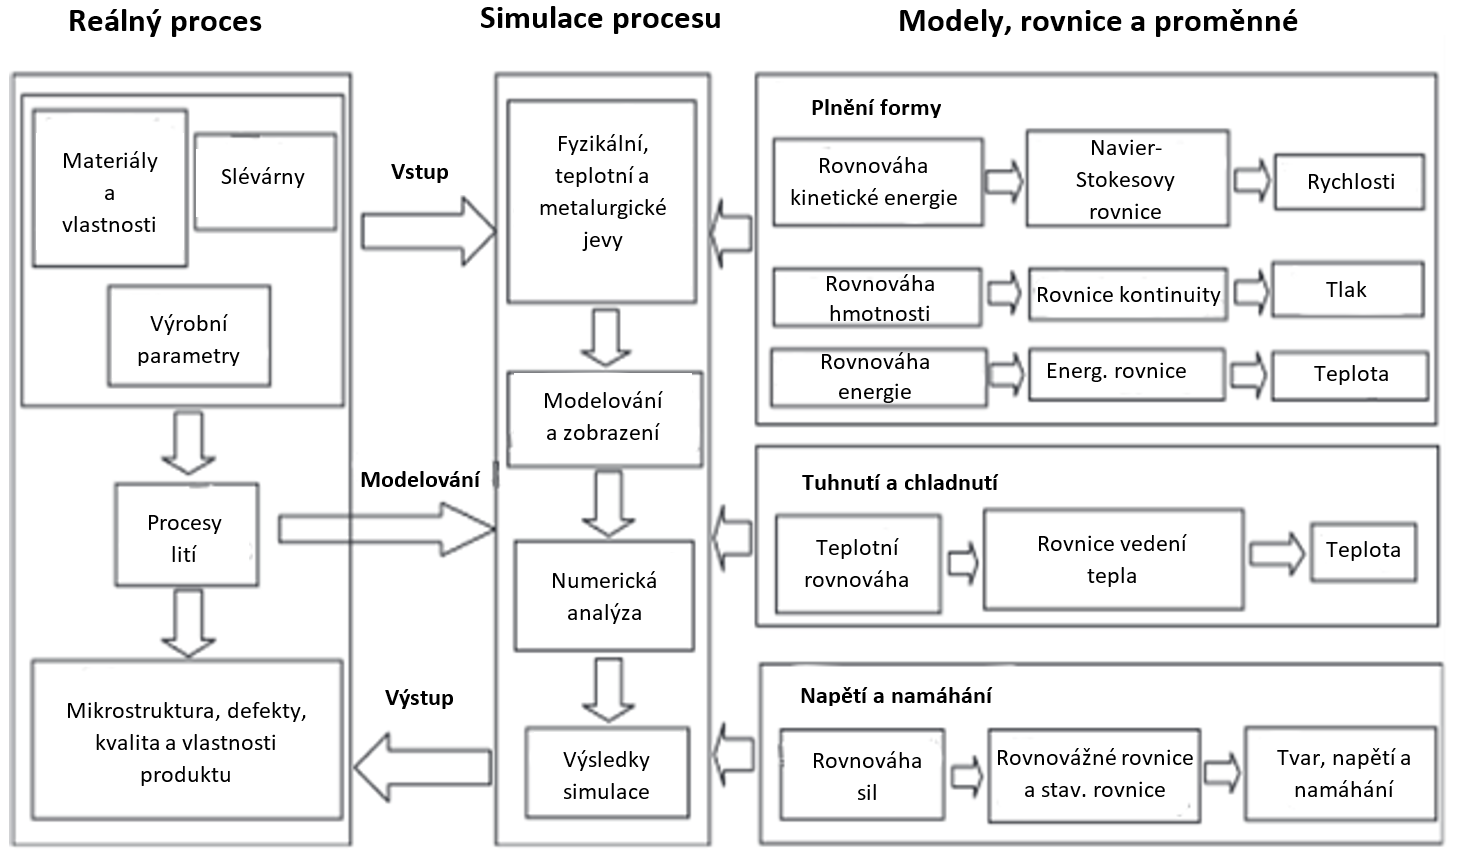 Reálný proces
Simulace procesu
Modely, rovnice a proměnné
Materiály
a
vlastnosti
Slévárny
Výrobní
parametry
Procesy
lití
Mikrostruktura, defekty,
kvalita a vlastnosti
produktu
Vstup
Modelování
Výstup
Fyzikální,
teplotní a
metalurgické
jevy
Modelování
a zobrazení
Numerická
analýza
Výsledky
simulace
Plnění formy
Rovnováha
kinetické energie
Navier-
Stokesovy
rovnice
Rychlosti
Rovnováha
hmotnosti
Rovnice kontinuity
Tlak
Rovnováha
energie
Energ. rovnice
Teplota
Tuhnutí a chladnutí
Teplotní
rovnováha
Rovnice vedení
tepla
Teplota
Napětí a namáhání
Rovnováha
sil
Rovnovážné rovnice
a stav. rovnice
Tvar, napětí a
namáhání